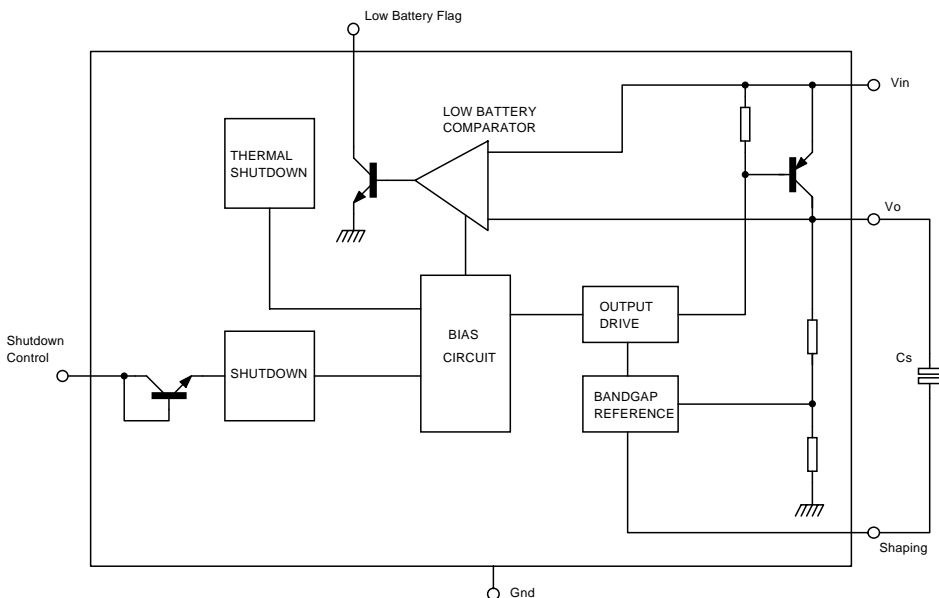 Low Battery Flag
Vin
LOW BATTERY
COMPARATOR
THERMAL
SHUTDOWN
Vo
BIAS
CIRCUIT
OUTPUT
DRIVE
Shutdown
Control
SHUTDOWN
Cs
BANDGAP
REFERENCE
Shaping
Gnd